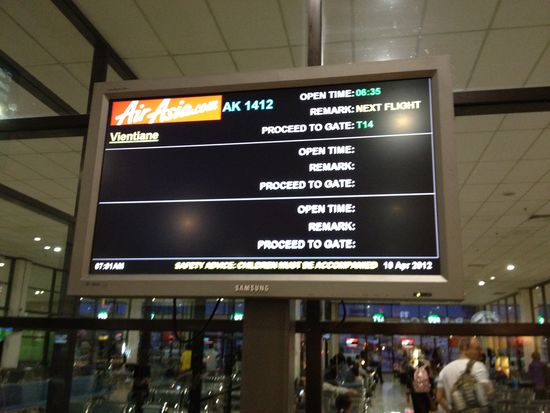 AirAsia.com AK 1412 OPEN TIME: 06:35
REMARK: NEXT FLIGHT
Vientiane PROCEED TO GATE: T14
OPEN TIME:
REMARK:
PROCEED TO GATE:
OPEN TIME:
REMARK:
PROCEED TO GATE:
07:01AM SAFETY ADVICE: CHILDREN MUST BE ACCOMPANIED 10 Apr 2012
SAMSUNG